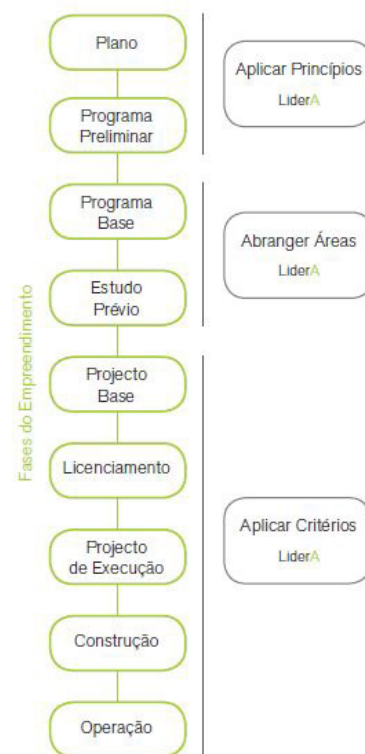 Fases do Empreendimento
Plano
Programa
Preliminar
Programa
Base
Estudo
Prévio
Projecto
Base
Licenciamento
Projecto
de Execução
Construção
Operação
Aplicar Princípios
LiderA
Abranger Áreas
LiderA
Aplicar Critérios
LiderA